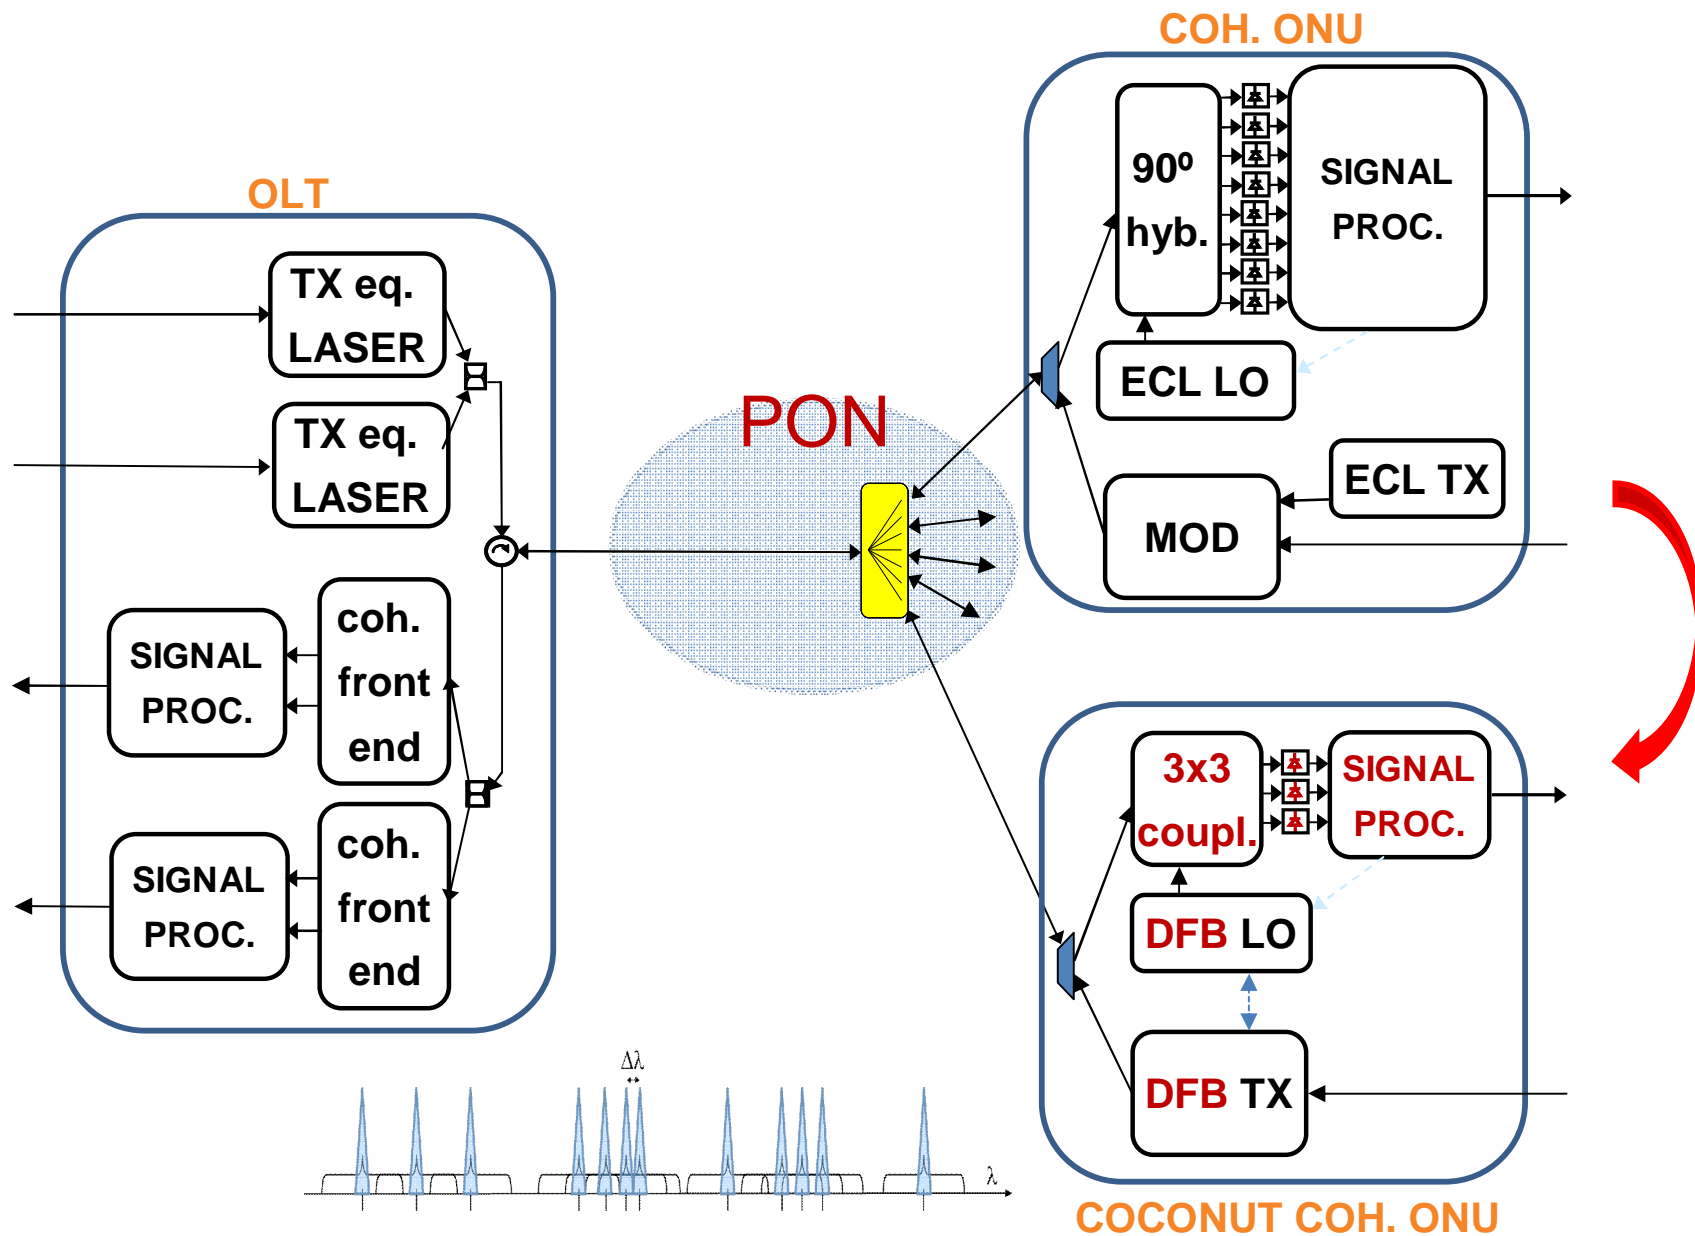 COH. ONU
90º
hyb.
SIGNAL
PROC.
ECL LO
ECL TX
MOD
OLT
TX eq.
LASER
TX eq.
LASER
coh.
front
end
SIGNAL
PROC.
coh.
front
end
SIGNAL
PROC.
PON
3x3
coupl.
SIGNAL
PROC.
DFB LO
DFB TX
COCONUT COH. ONU
Δλ
λ